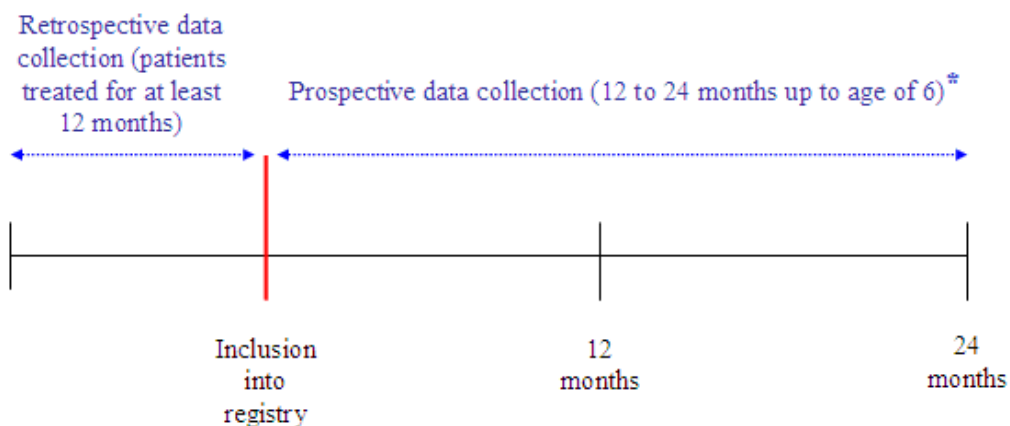 Retrospective data
collection (patients
treated for at least
12 months)
Prospective data collection (12 to 24 months up to age of 6)*
Inclusion
into
registry
12
months
24
months